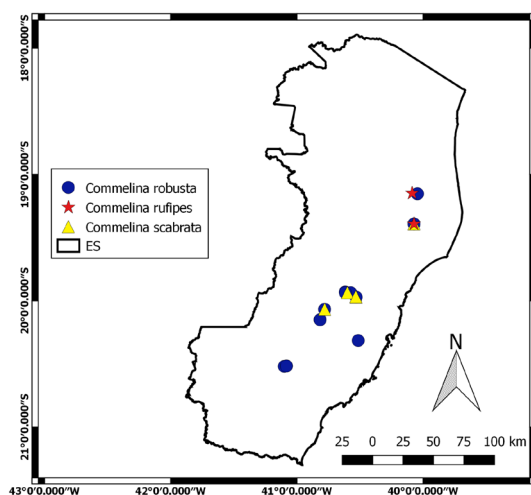 18°0'0.000"S
19°0'0.000"S
20°0'0.000"S
21°0'0.000"S
Commelina robusta
Commelina rufipes
Commelina scabrata
ES
N
25 0 25 50 75 100 km
43°0'0.000"W 42°0'0.000"W 41°0'0.000"W 40°0'0.000"W